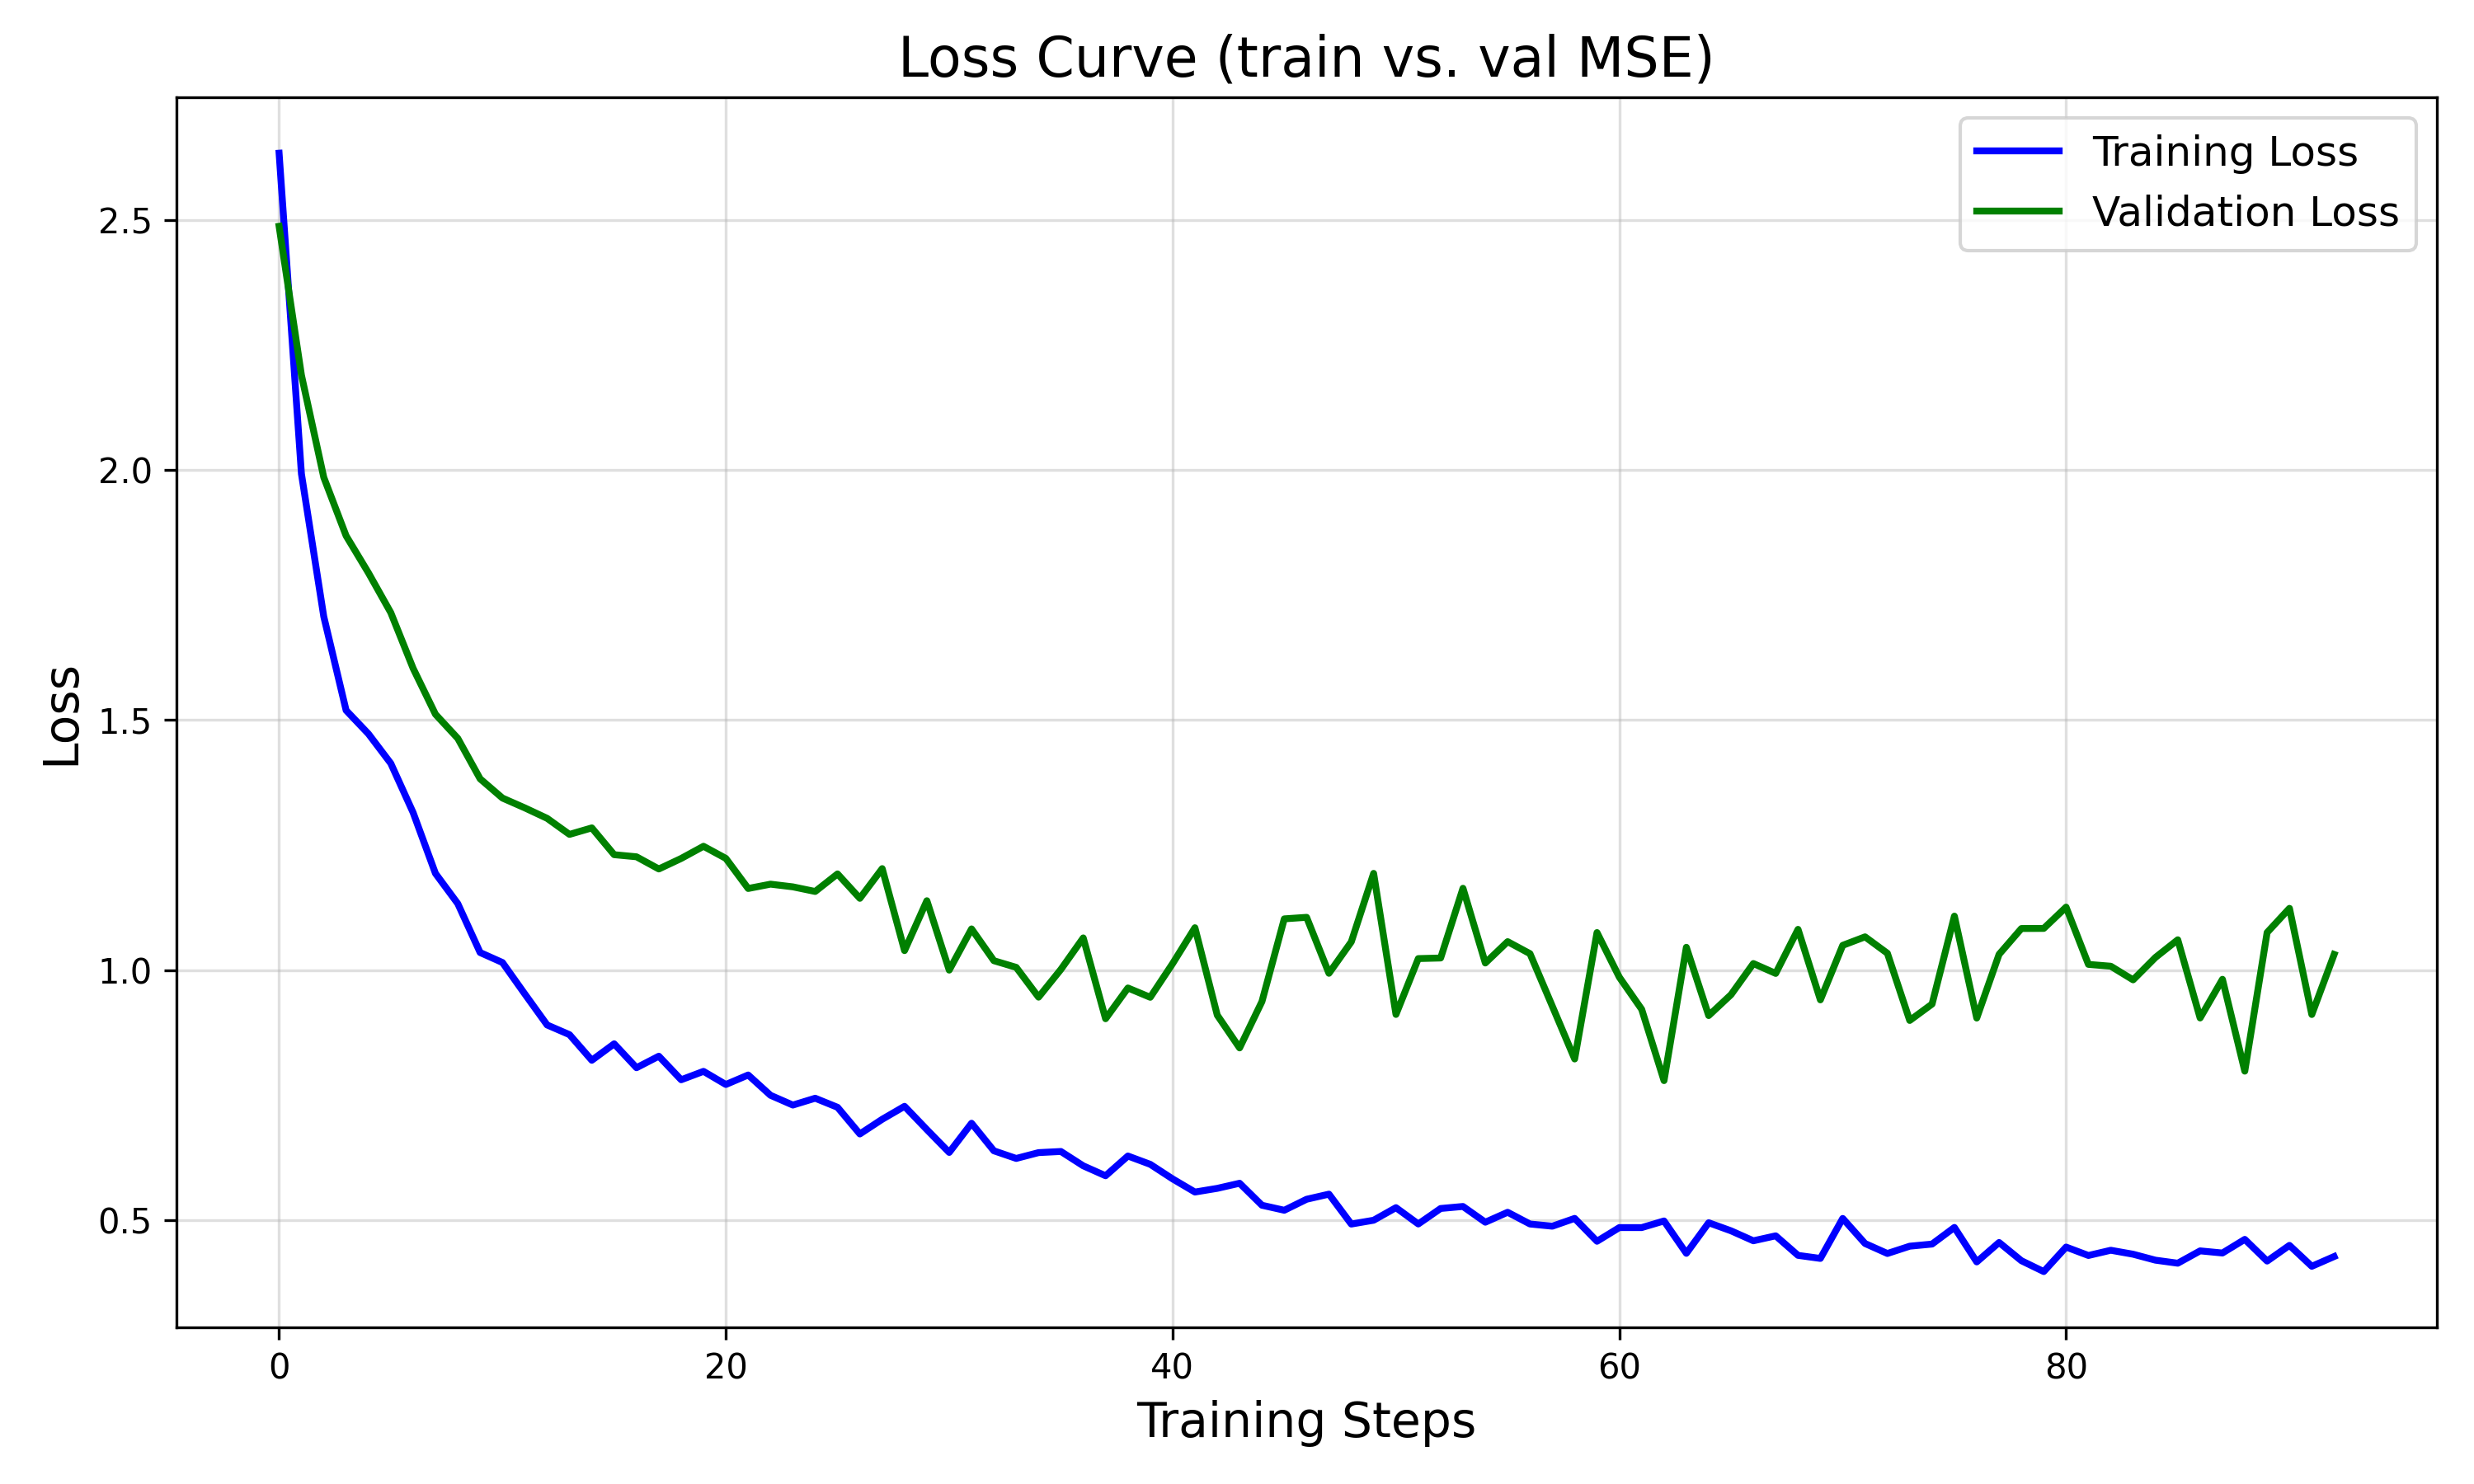 Loss Curve (train vs. val MSE)
Training Loss
Validation Loss
2.5
2.0
1.5
1.0
0.5
Loss
0 20 40 60 80
Training Steps